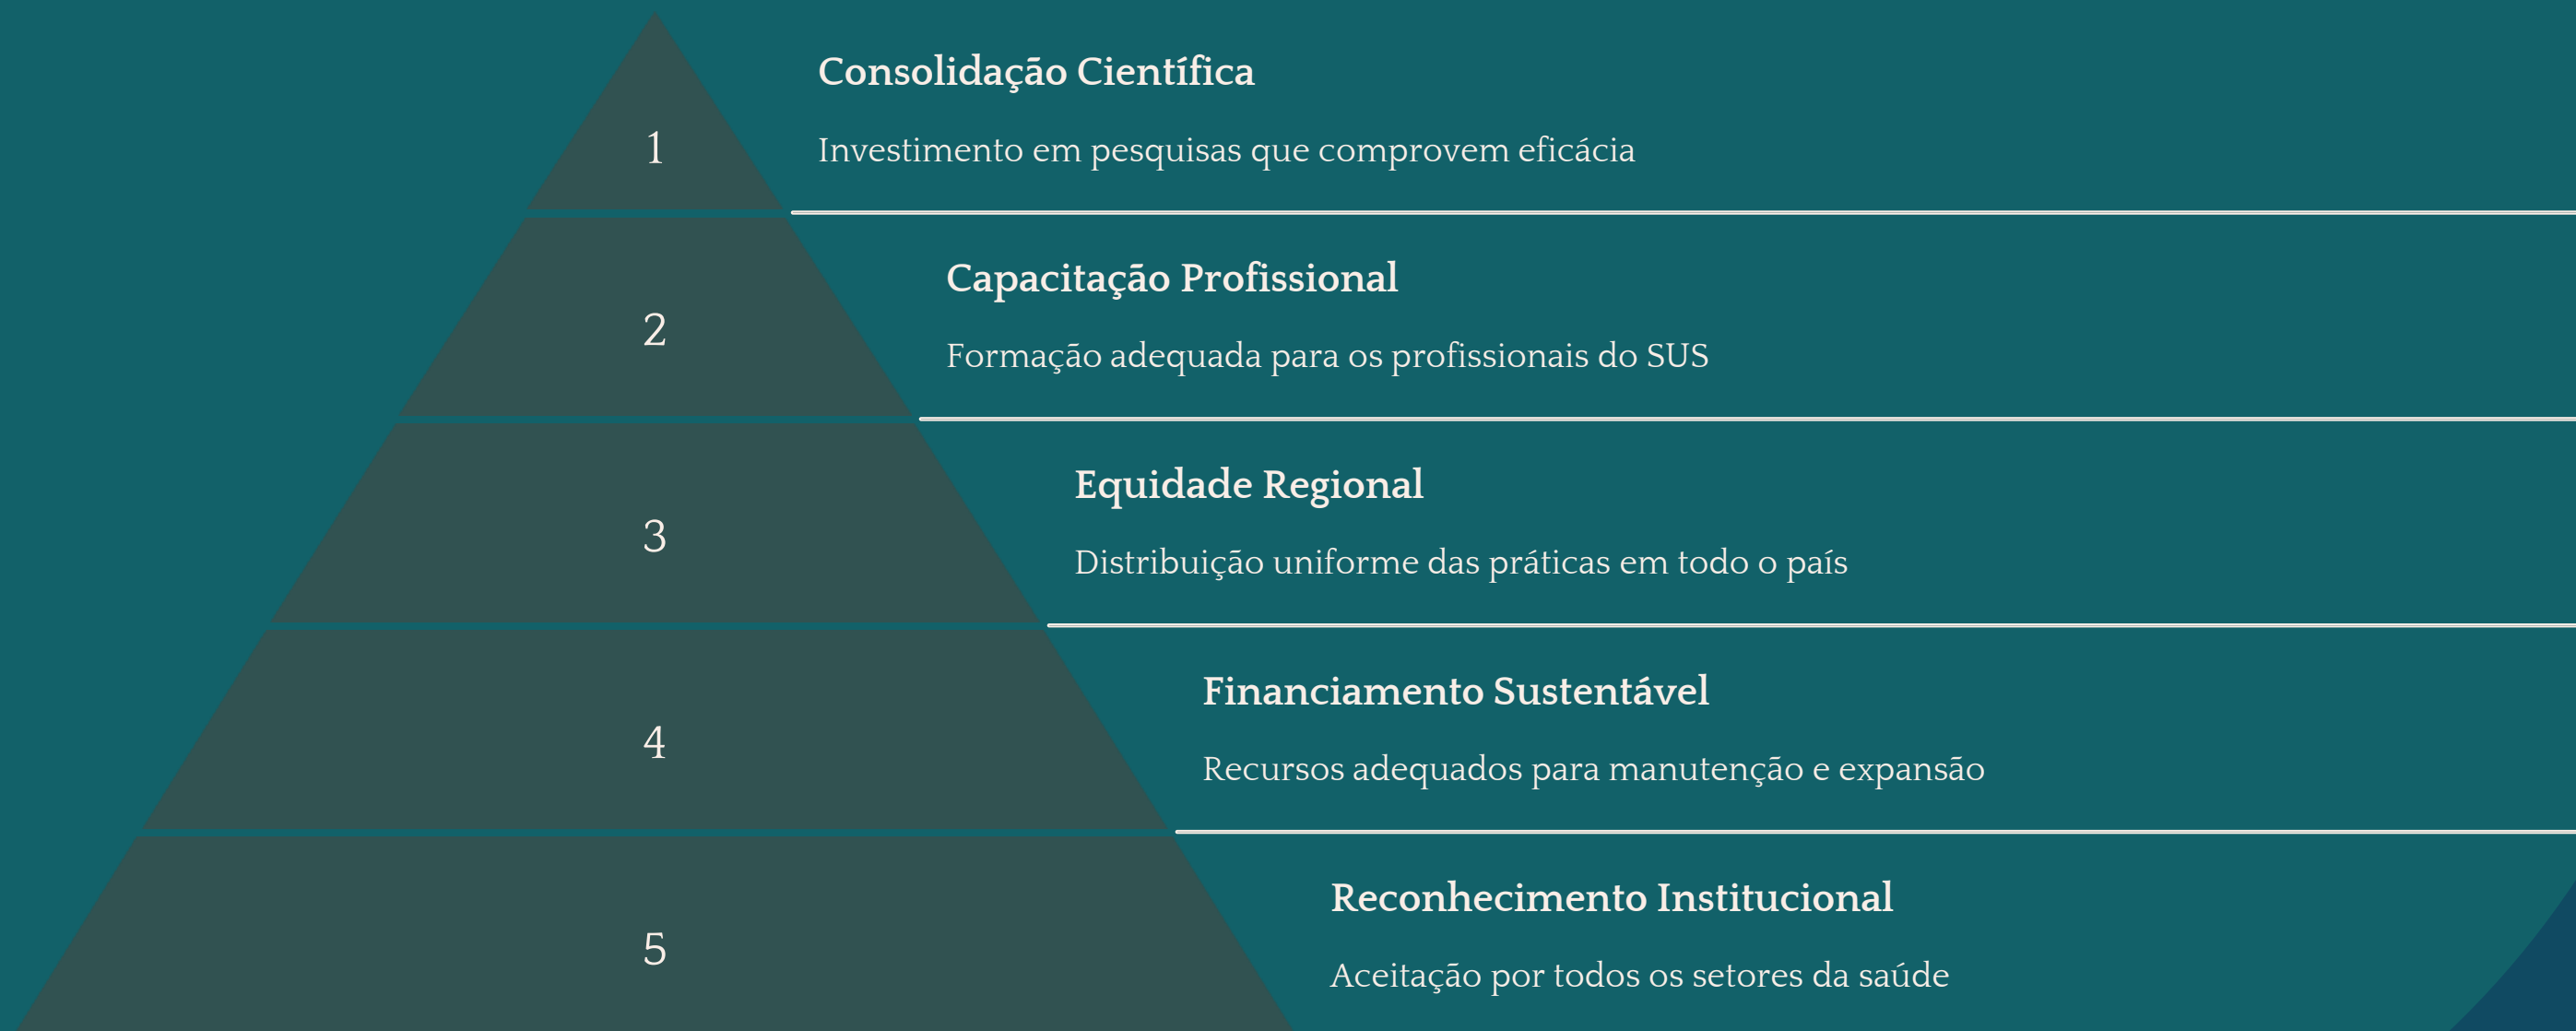 Consolidação Científica
1
Investimento em pesquisas que comprovem eficácia
Capacitação Profissional
2
Formação adequada para os profissionais do SUS
Equidade Regional
3
Distribuição uniforme das práticas em todo o país
Financiamento Sustentável
4
Recursos adequados para manutenção e expansão
Reconhecimento Institucional
5
Aceitação por todos os setores da saúde